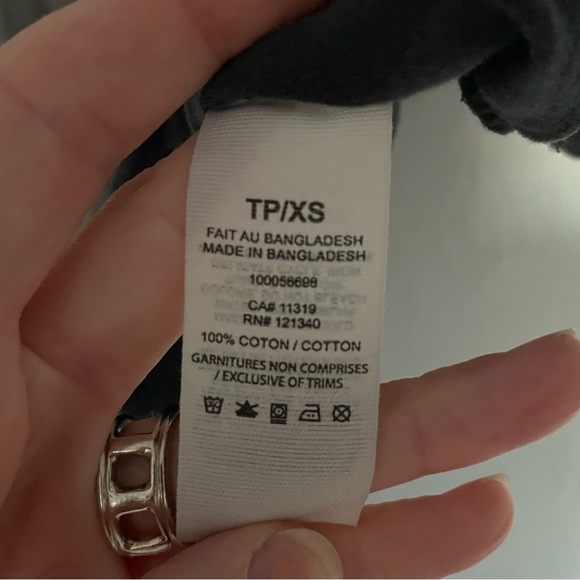 TP/XS
FAIT AU BANGLADESH
MADE IN BANGLADESH
100056698
CA# 11319
RN# 121340
100% COTON / COTTON
GARNITURES NON COMPRISES
/ EXCLUSIVE OF TRIMS